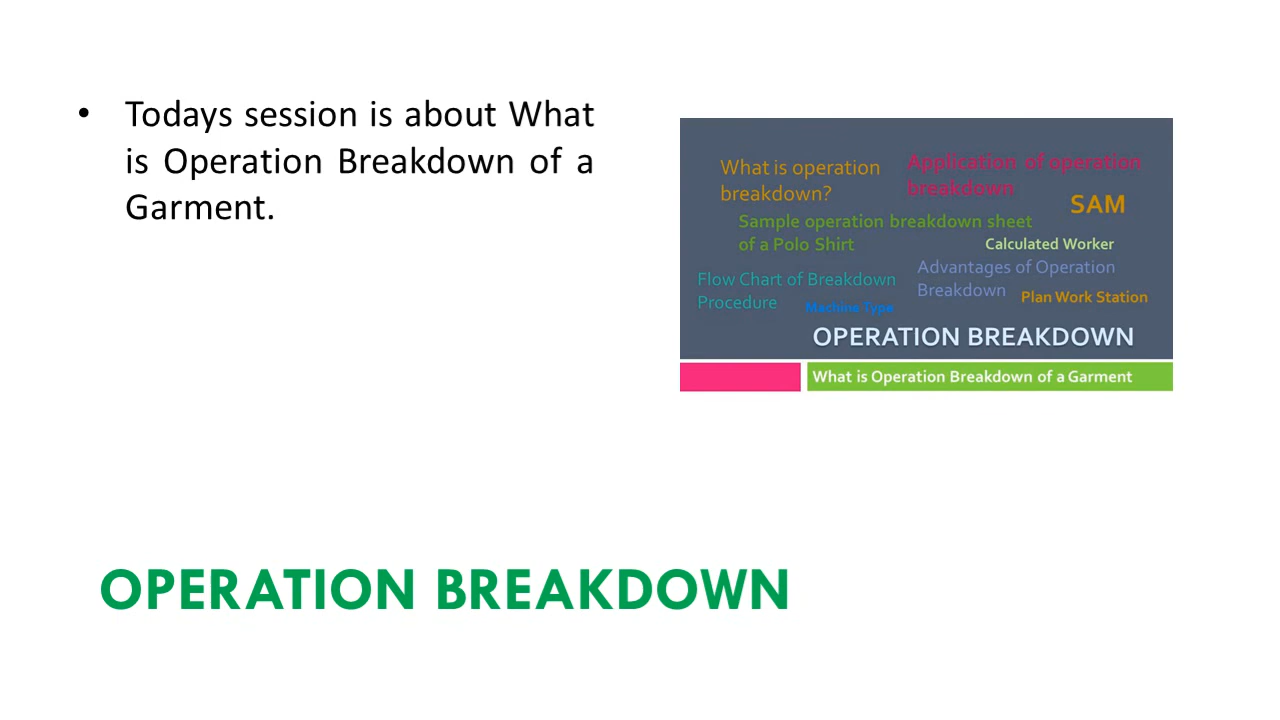 • Todays session is about What
is Operation Breakdown of a
Garment.
What is operation
breakdown?
Application of operation
breakdown
SAM
Sample operation breakdown sheet
of a Polo Shirt
Calculated Worker
Flow Chart of Breakdown
Procedure
Advantages of Operation
Breakdown
Plan Work Station
Machine Type
OPERATION BREAKDOWN
What is Operation Breakdown of a Garment
OPERATION BREAKDOWN